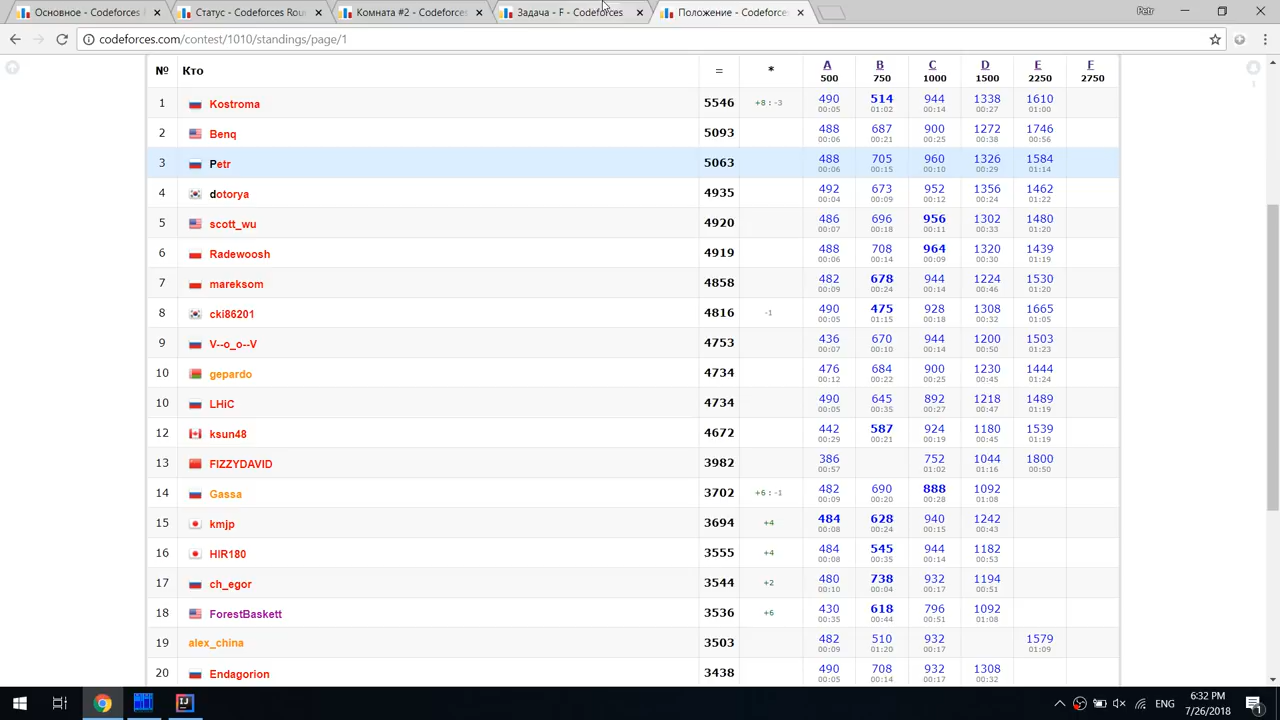 Основное - Codeforces R × Статус - Codeforces Rou × Комната #2 - Codeforces × Задача - F - Codeforces × Положение - Codeforces × Petr
codeforces.com/contest/1010/standings/page/1
№ Кто = * A 500 B 750 C 1000 D 1500 E 2250 F 2750
1 Kostroma 5546 +8 : -3 490 00:05 514 01:02 944 00:14 1338 00:27 1610 01:00
2 Benq 5093 488 00:06 687 00:21 900 00:25 1272 00:38 1746 00:56
3 Petr 5063 488 00:06 705 00:15 960 00:10 1326 00:29 1584 01:14
4 dotorya 4935 492 00:04 673 00:09 952 00:12 1356 00:24 1462 01:22
5 scott_wu 4920 486 00:07 696 00:18 956 00:11 1302 00:33 1480 01:20
6 Radewoosh 4919 488 00:06 708 00:14 964 00:09 1320 00:30 1439 01:19
7 mareksom 4858 482 00:09 678 00:24 944 00:14 1224 00:46 1530 01:20
8 cki86201 4816 -1 490 00:05 475 01:15 928 00:18 1308 00:32 1665 01:05
9 V--o_o--V 4753 436 00:07 670 00:10 944 00:14 1200 00:50 1503 01:23
10 gepardo 4734 476 00:12 684 00:22 900 00:25 1230 00:45 1444 01:24
10 LHiC 4734 490 00:05 645 00:35 892 00:27 1218 00:47 1489 01:19
12 ksun48 4672 442 00:29 587 00:21 924 00:19 1180 00:45 1539 01:19
13 FIZZYDAVID 3982 386 00:57 752 01:02 1044 01:16 1800 00:50
14 Gassa 3702 +6 : -1 482 00:09 690 00:20 888 00:28 1092 01:08
15 kmjp 3694 +4 484 00:08 628 00:24 940 00:15 1242 00:43
16 HIR180 3555 +4 484 00:08 545 00:35 944 00:14 1182 00:53
17 ch_egor 3544 +2 480 00:10 738 00:04 932 00:17 1194 00:51
18 ForestBaskett 3536 +6 430 00:35 618 00:44 796 00:51 1092 01:08
19 alex_china 3503 482 00:09 510 01:20 932 00:17 1579 01:09
20 Endagorion 3438 490 00:05 708 00:14 932 00:17 1308 00:32
ENG 6:32 PM
7/26/2018 1